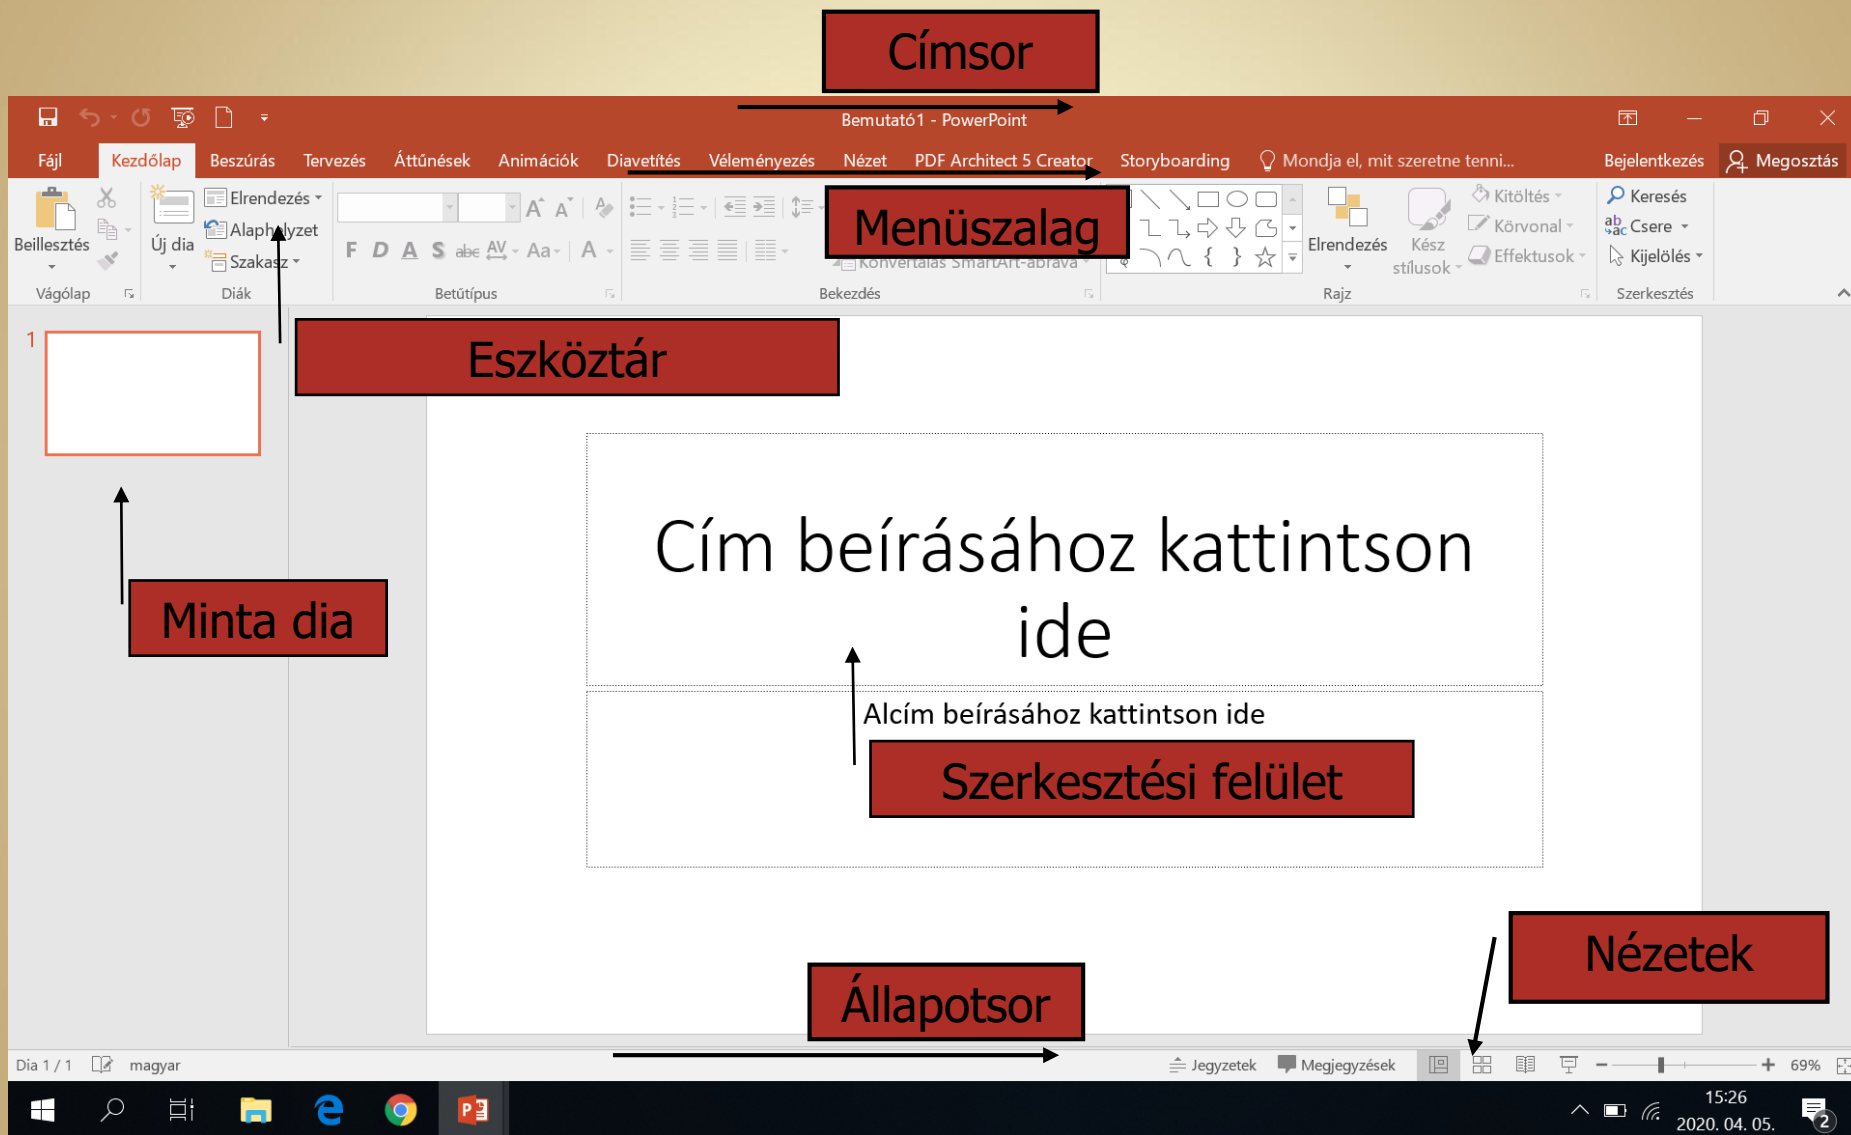 Címsor
Bemutató1 - PowerPoint
Fájl Kezdőlap Beszúrás Tervezés Áttűnések Animációk Diavetítés Véleményezés Nézet PDF Architect 5 Creator Storyboarding Mondja el, mit szeretne tenni... Bejelentkezés Megosztás
Beillesztés
Új dia
Elrendezés
Alaphelyzet
Szakasz
F D A S abc AV Aa A
Menüszalag
Konvertálás SmartArt-ábrává
Elrendezés
Kész stílusok
Kitöltés
Körvonal
Effektusok
Keresés
Csere
Kijelölés
Vágólap Diák Betűtípus Bekezdés Rajz Szerkesztés
1
Eszköztár
Cím beírásához kattintson
ide
Minta dia
Alcím beírásához kattintson ide
Szerkesztési felület
Nézetek
Állapotsor
Dia 1 / 1 magyar Jegyzetek Megjegyzések 69%
15:26
2020. 04. 05.
2